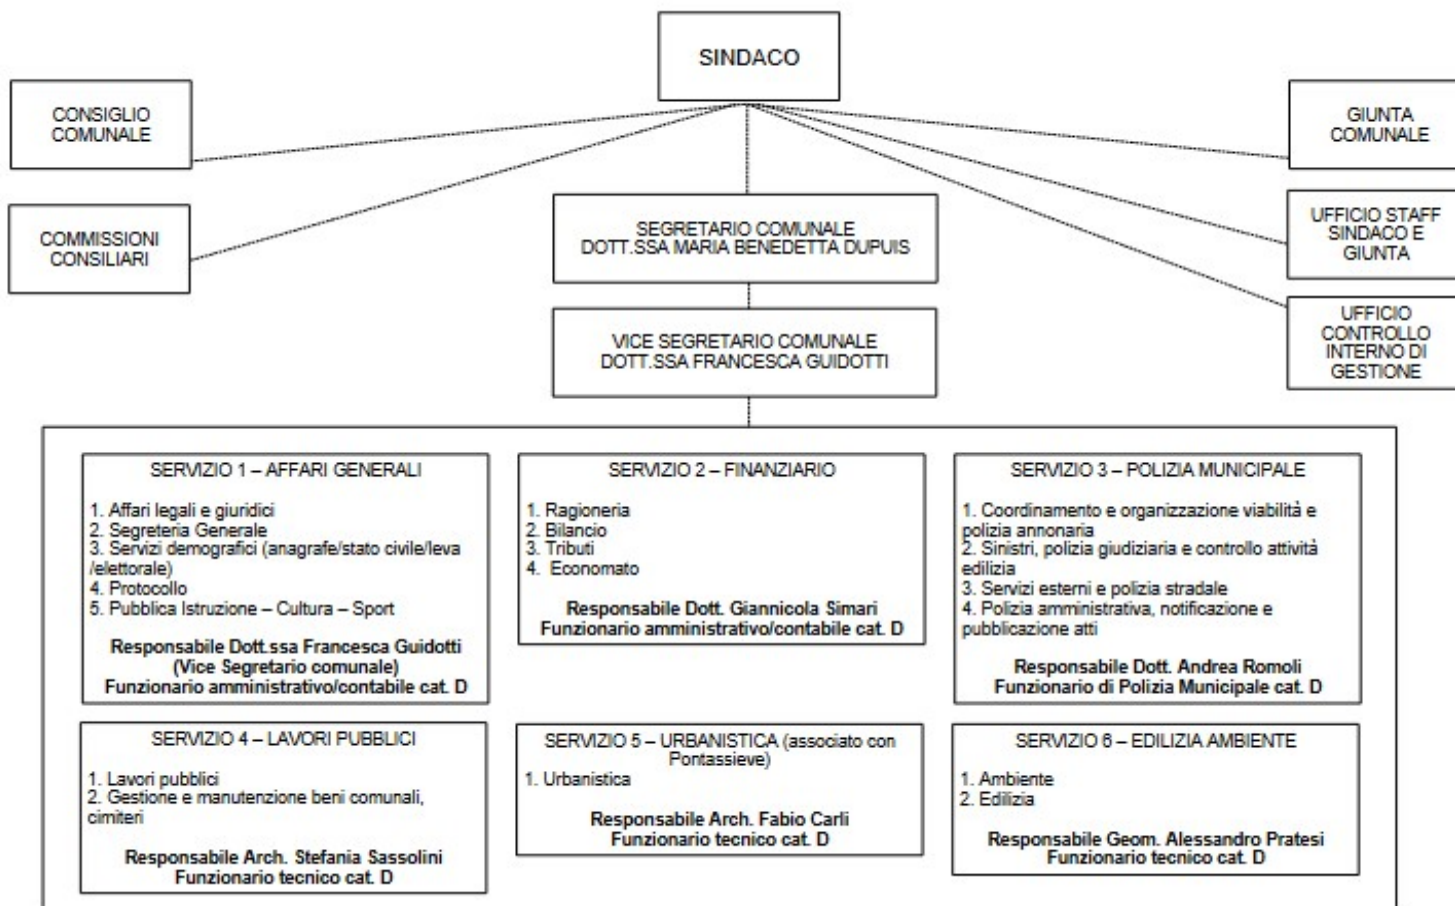 SINDACO
CONSIGLIO
COMUNALE
GIUNTA
COMUNALE
COMMISSIONI
CONSILIARI
SEGRETARIO COMUNALE
DOTT.SSA MARIA BENEDETTA DUPUIS
UFFICIO STAFF
SINDACO E
GIUNTA
VICE SEGRETARIO COMUNALE
DOTT.SSA FRANCESCA GUIDOTTI
UFFICIO
CONTROLLO
INTERNO DI
GESTIONE
SERVIZIO 1 – AFFARI GENERALI
1. Affari legali e giuridici
2. Segreteria Generale
3. Servizi demografici (anagrafe/stato civile/leva
/elettorale)
4. Protocollo
5. Pubblica Istruzione – Cultura – Sport
Responsabile Dott.ssa Francesca Guidotti
(Vice Segretario comunale)
Funzionario amministrativo/contabile cat. D
SERVIZIO 2 – FINANZIARIO
1. Ragioneria
2. Bilancio
3. Tributi
4. Economato
Responsabile Dott. Giannicola Simari
Funzionario amministrativo/contabile cat. D
SERVIZIO 3 – POLIZIA MUNICIPALE
1. Coordinamento e organizzazione viabilità e
polizia annonaria
2. Sinistri, polizia giudiziaria e controllo attività
edilizia
3. Servizi esterni e polizia stradale
4. Polizia amministrativa, notificazione e
pubblicazione atti
Responsabile Dott. Andrea Romoli
Funzionario di Polizia Municipale cat. D
SERVIZIO 4 – LAVORI PUBBLICI
1. Lavori pubblici
2. Gestione e manutenzione beni comunali,
cimiteri
Responsabile Arch. Stefania Sassolini
Funzionario tecnico cat. D
SERVIZIO 5 – URBANISTICA (associato con
Pontassieve)
1. Urbanistica
Responsabile Arch. Fabio Carli
Funzionario tecnico cat. D
SERVIZIO 6 – EDILIZIA AMBIENTE
1. Ambiente
2. Edilizia
Responsabile Geom. Alessandro Pratesi
Funzionario tecnico cat. D